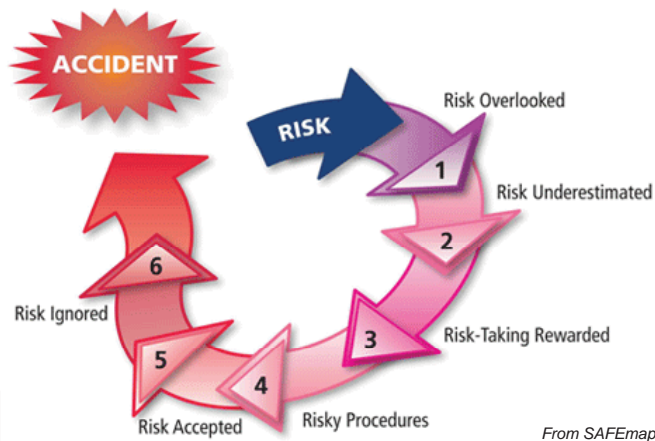 ACCIDENT
RISK
Risk Overlooked
1
Risk Underestimated
2
Risk-Taking Rewarded
3
Risky Procedures
4
Risk Accepted
5
Risk Ignored
6
From SAFEmap